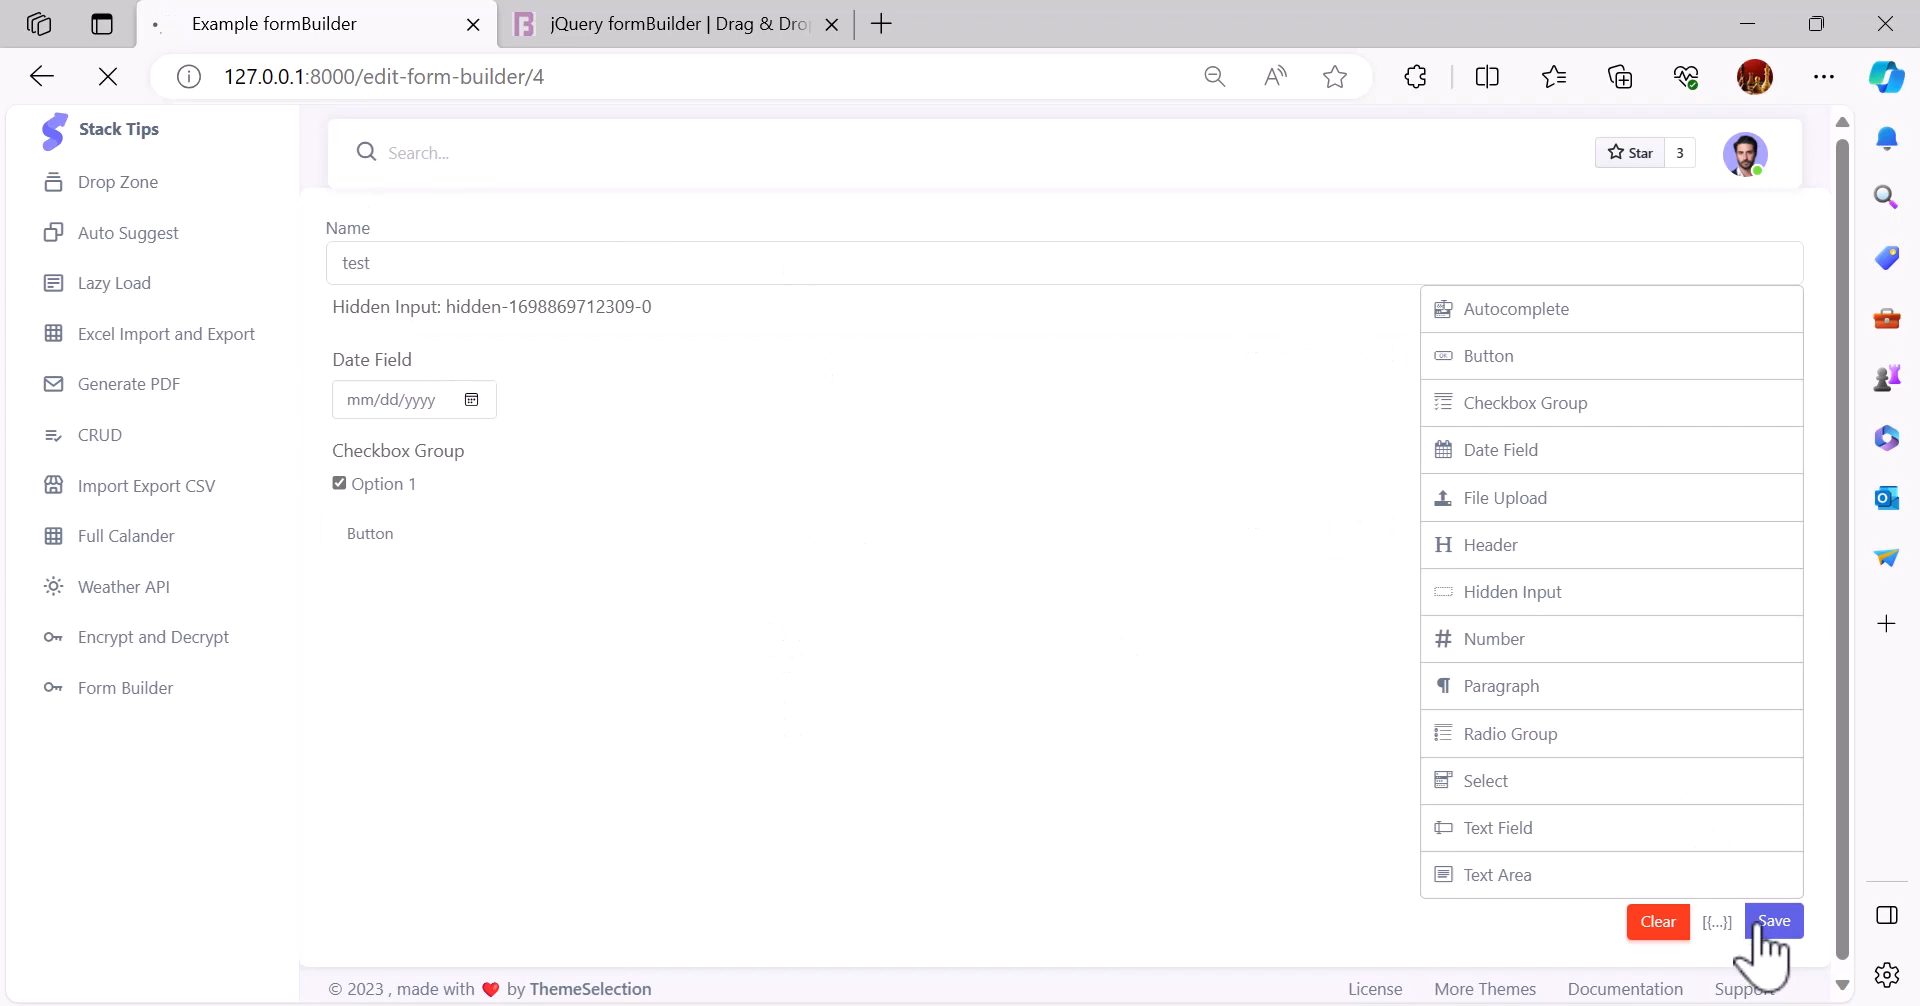 Example formBuilder
jQuery formBuilder | Drag & Dro
127.0.0.1:8000/edit-form-builder/4
Stack Tips
Drop Zone
Auto Suggest
Lazy Load
Excel Import and Export
Generate PDF
CRUD
Import Export CSV
Full Calander
Weather API
Encrypt and Decrypt
Form Builder
Search...
Star 3
Name
test
Hidden Input: hidden-1698869712309-0
Date Field
mm/dd/yyyy
Checkbox Group
Option 1
Button
Autocomplete
Button
Checkbox Group
Date Field
File Upload
Header
Hidden Input
Number
Paragraph
Radio Group
Select
Text Field
Text Area
Clear [{...}] Save
© 2023 , made with ❤️ by ThemeSelection
License More Themes Documentation Support